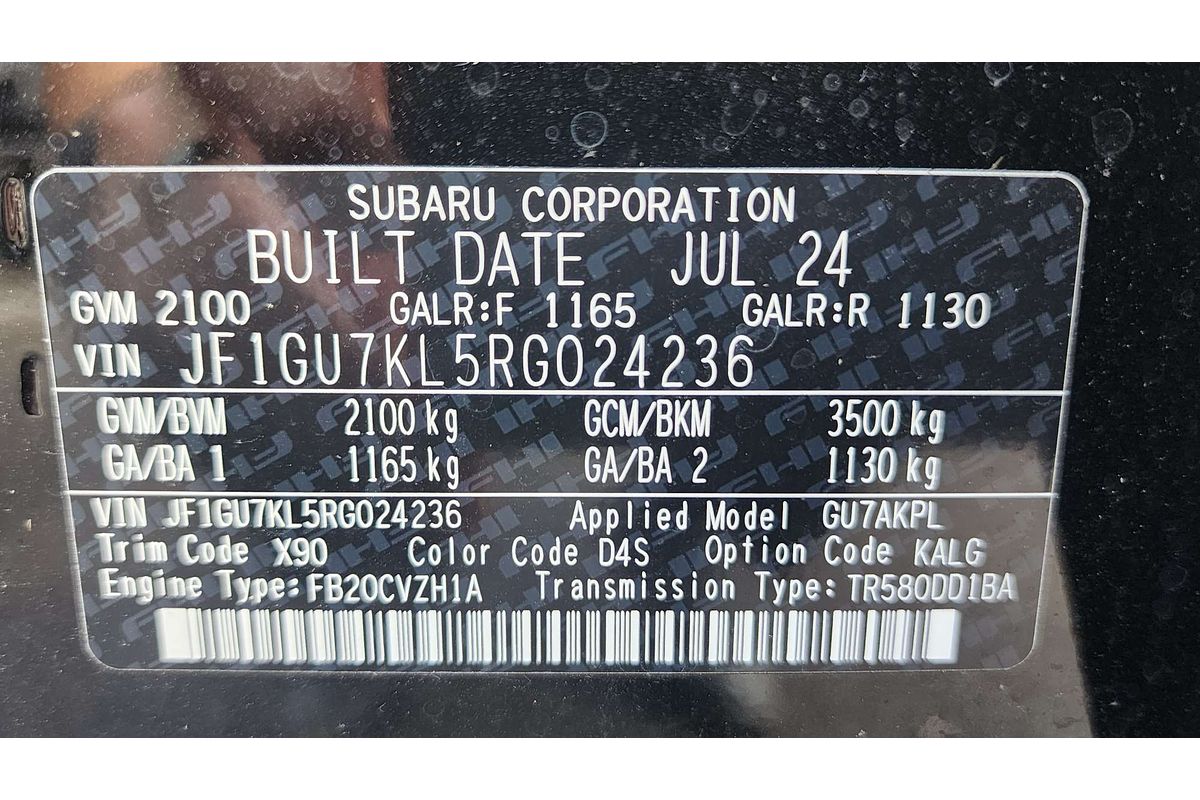 SUBARU CORPORATION
BUILT DATE JUL 24
GVM 2100 GALR:F 1165 GALR:R 1130
VIN JF1GU7KL5RG024236
GVM/BVM 2100 kg GCM/BKM 3500 kg
GA/BA 1 1165 kg GA/BA 2 1130 kg
VIN JF1GU7KL5RG024236 Applied Model GU7AKPL
Trim Code X90 Color Code D4S Option Code KALG
Engine Type:FB20CVZH1A Transmission Type:TR580DD1BA